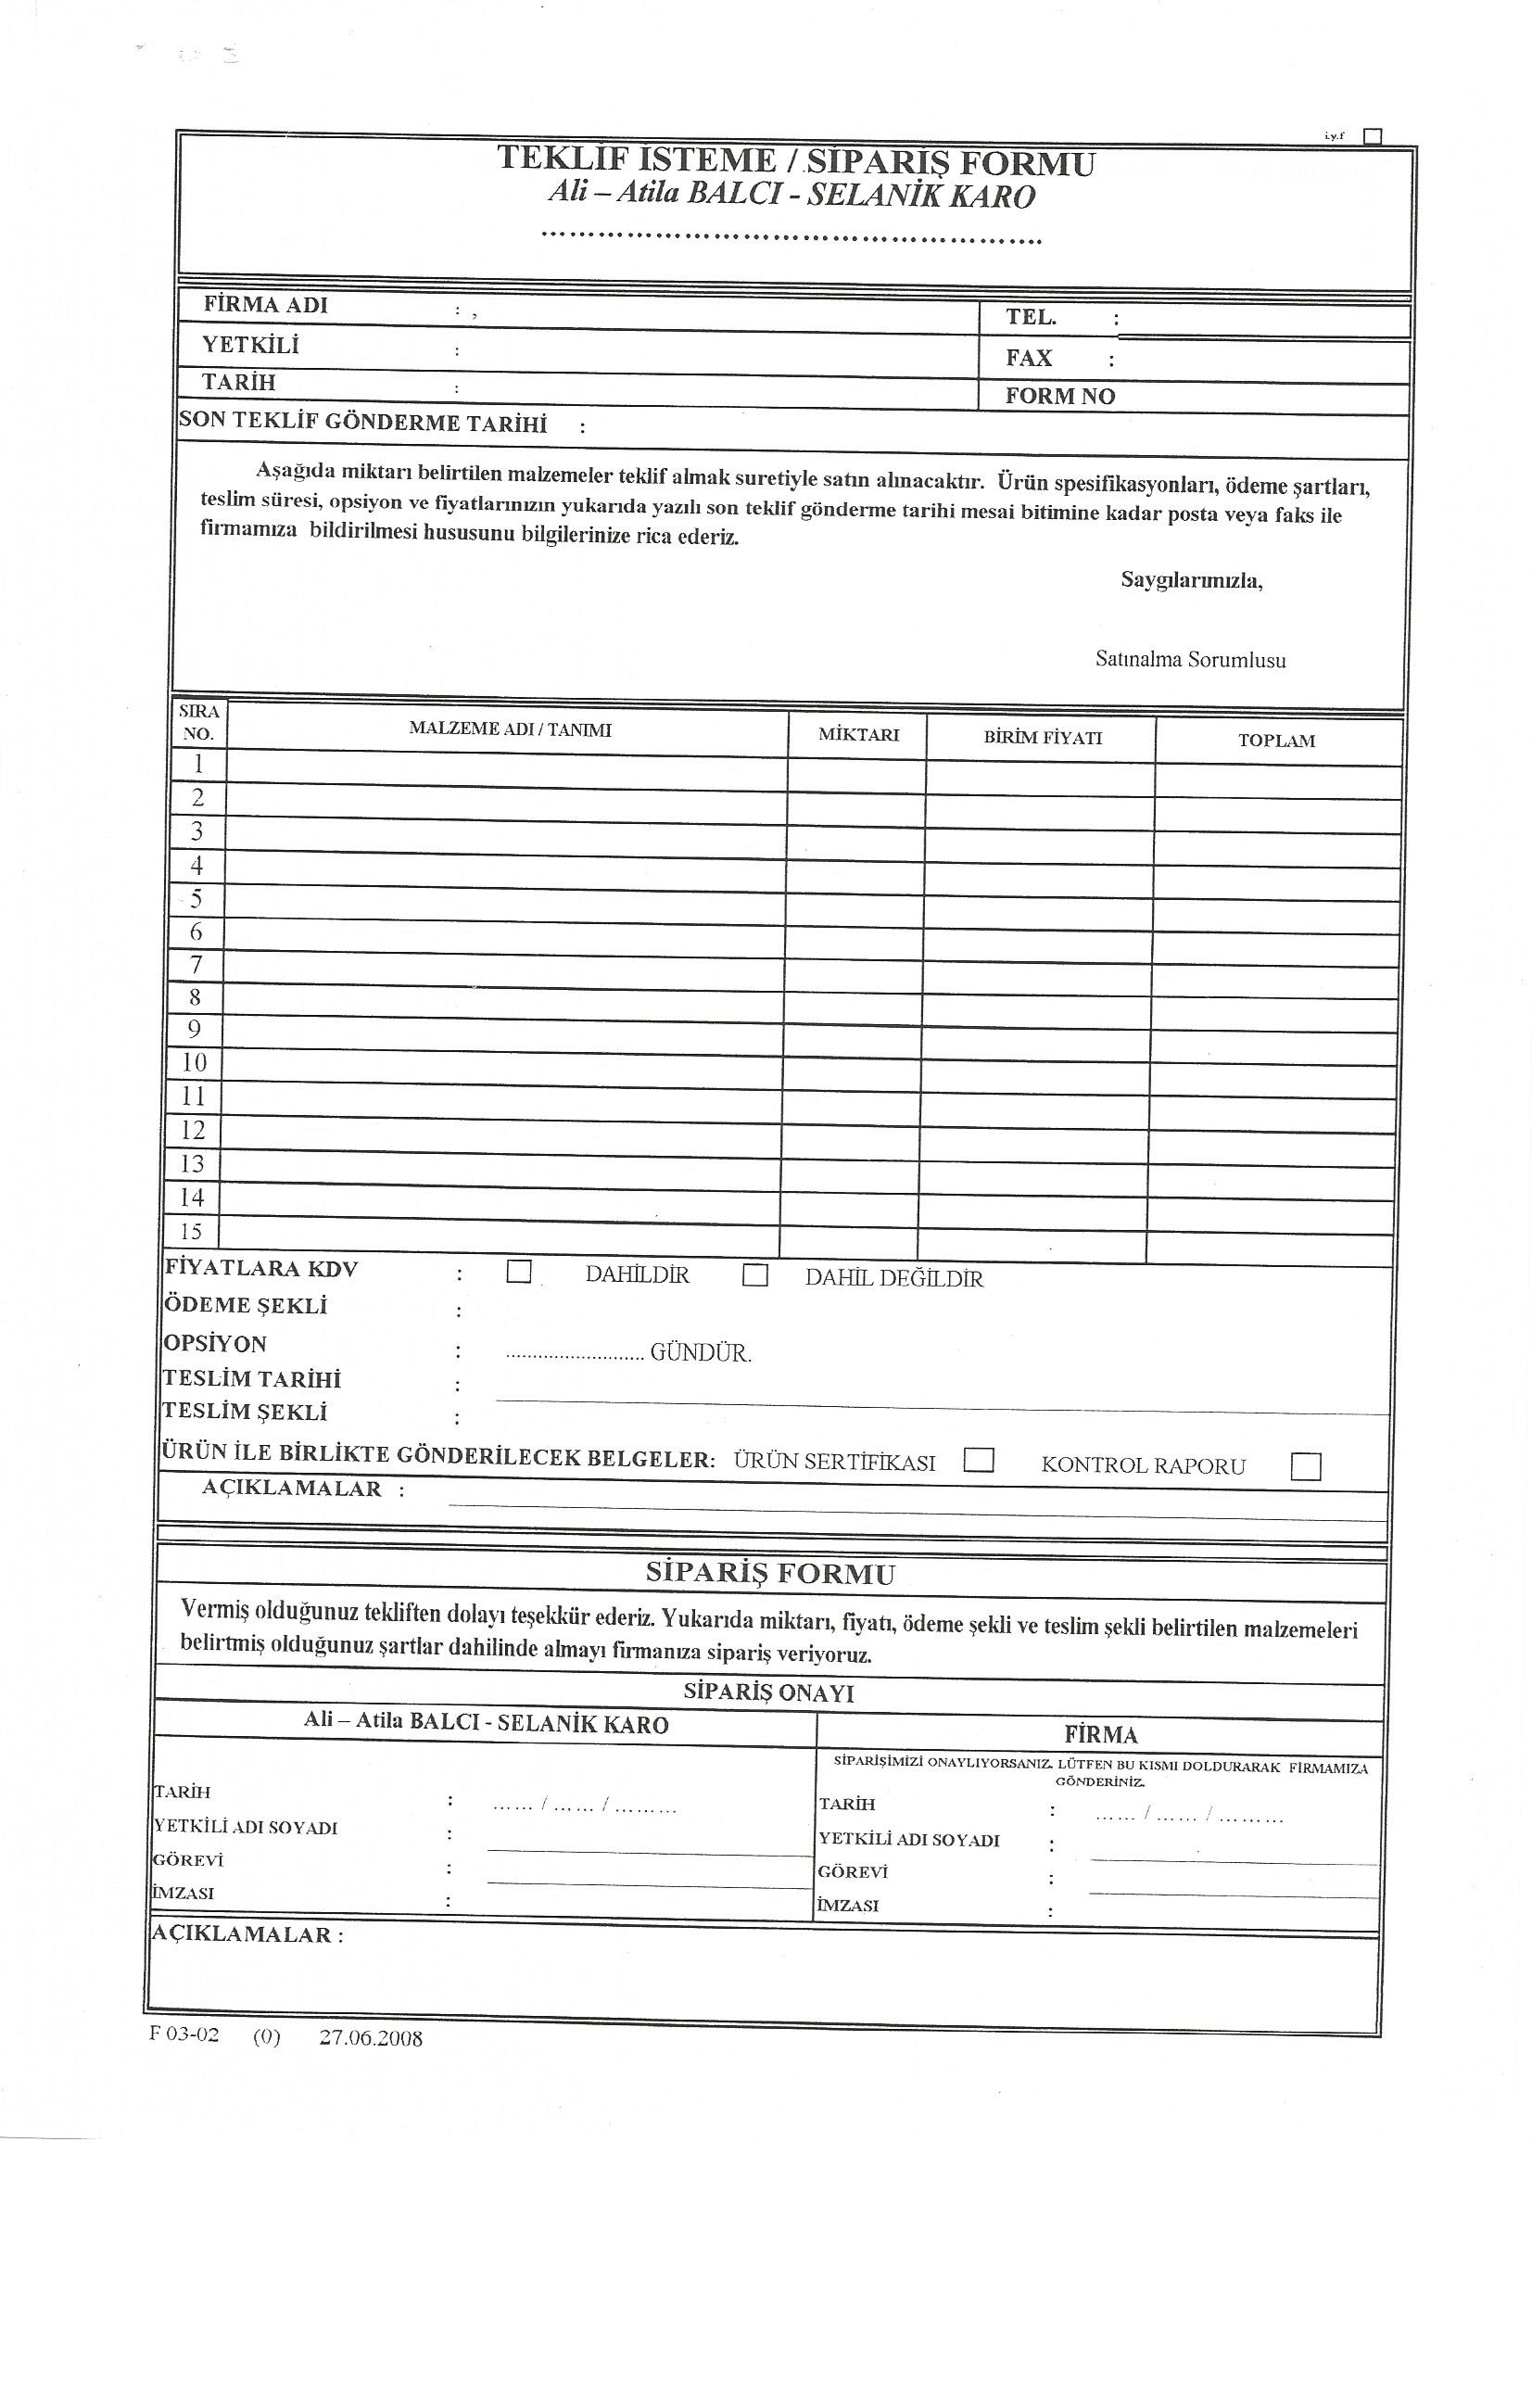 i.y.f
TEKLİF İSTEME / SİPARİŞ FORMU
Ali – Atila BALCI - SELANİK KARO
......................................................
FİRMA ADI : ,
TEL. :
YETKİLİ :
FAX :
TARİH :
FORM NO
SON TEKLİF GÖNDERME TARİHİ :
Aşağıda miktarı belirtilen malzemeler teklif almak suretiyle satın alınacaktır. Ürün spesifikasyonları, ödeme şartları,
teslim süresi, opsiyon ve fiyatlarınızın yukarıda yazılı son teklif gönderme tarihi mesai bitimine kadar posta veya faks ile
firmamıza bildirilmesi hususunu bilgilerinize rica ederiz.
Saygılarımızla,
Satınalma Sorumlusu
SIRA NO. MALZEME ADI / TANIMI MİKTARI BİRİM FİYATI TOPLAM
1
2
3
4
5
6
7
8
9
10
11
12
13
14
15
FİYATLARA KDV : DAHİLDİR DAHİL DEĞİLDİR
ÖDEME ŞEKLİ :
OPSİYON : .......................... GÜNDÜR.
TESLİM TARİHİ :
TESLİM ŞEKLİ :
ÜRÜN İLE BİRLİKTE GÖNDERİLECEK BELGELER: ÜRÜN SERTİFİKASI KONTROL RAPORU
AÇIKLAMALAR :
SİPARİŞ FORMU
Vermiş olduğunuz tekliften dolayı teşekkür ederiz. Yukarıda miktarı, fiyatı, ödeme şekli ve teslim şekli belirtilen malzemeleri
belirtmiş olduğunuz şartlar dahilinde almayı firmanıza sipariş veriyoruz.
SİPARİŞ ONAYI
Ali – Atila BALCI - SELANİK KARO
TARİH : ...... / ...... / .........
YETKİLİ ADI SOYADI :
GÖREVİ :
İMZASI :
FİRMA
SİPARİŞİMİZİ ONAYLIYORSANIZ. LÜTFEN BU KISMI DOLDURARAK FİRMAMIZA
GÖNDERİNİZ.
TARİH : ...... / ...... / .........
YETKİLİ ADI SOYADI :
GÖREVİ :
İMZASI :
AÇIKLAMALAR :
F 03-02 (0) 27.06.2008